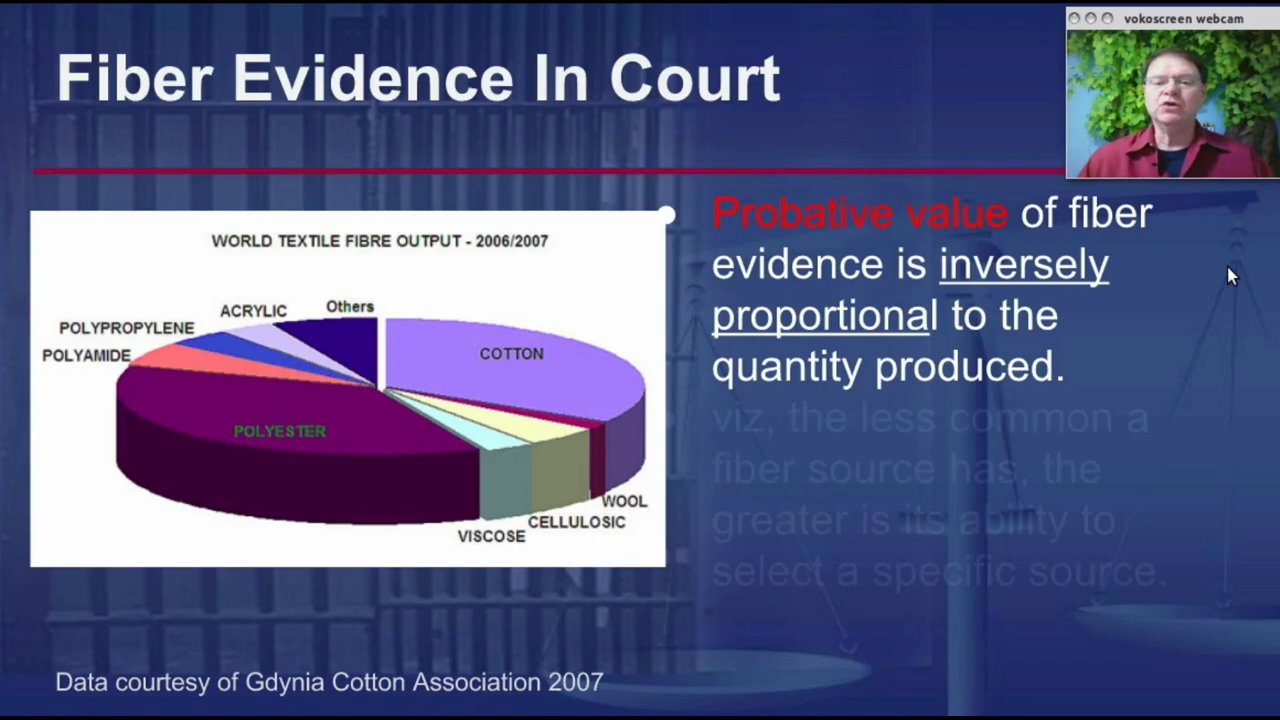 vokoscreen webcam
Fiber Evidence In Court
WORLD TEXTILE FIBRE OUTPUT - 2006/2007
ACRYLIC
Others
POLYPROPYLENE
POLYAMIDE
COTTON
POLYESTER
WOOL
CELLULOSIC
VISCOSE
Probative value of fiber
evidence is inversely
proportional to the
quantity produced.
viz, the less common a
fiber source has, the
greater is its ability to
select a specific source.
Data courtesy of Gdynia Cotton Association 2007